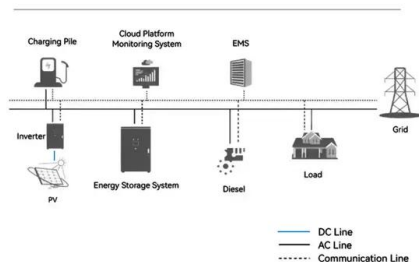 Charging Pile
Cloud Platform
Monitoring System
EMS
Grid
Inverter
PV
Energy Storage System
Diesel
Load
DC Line
AC Line
Communication Line